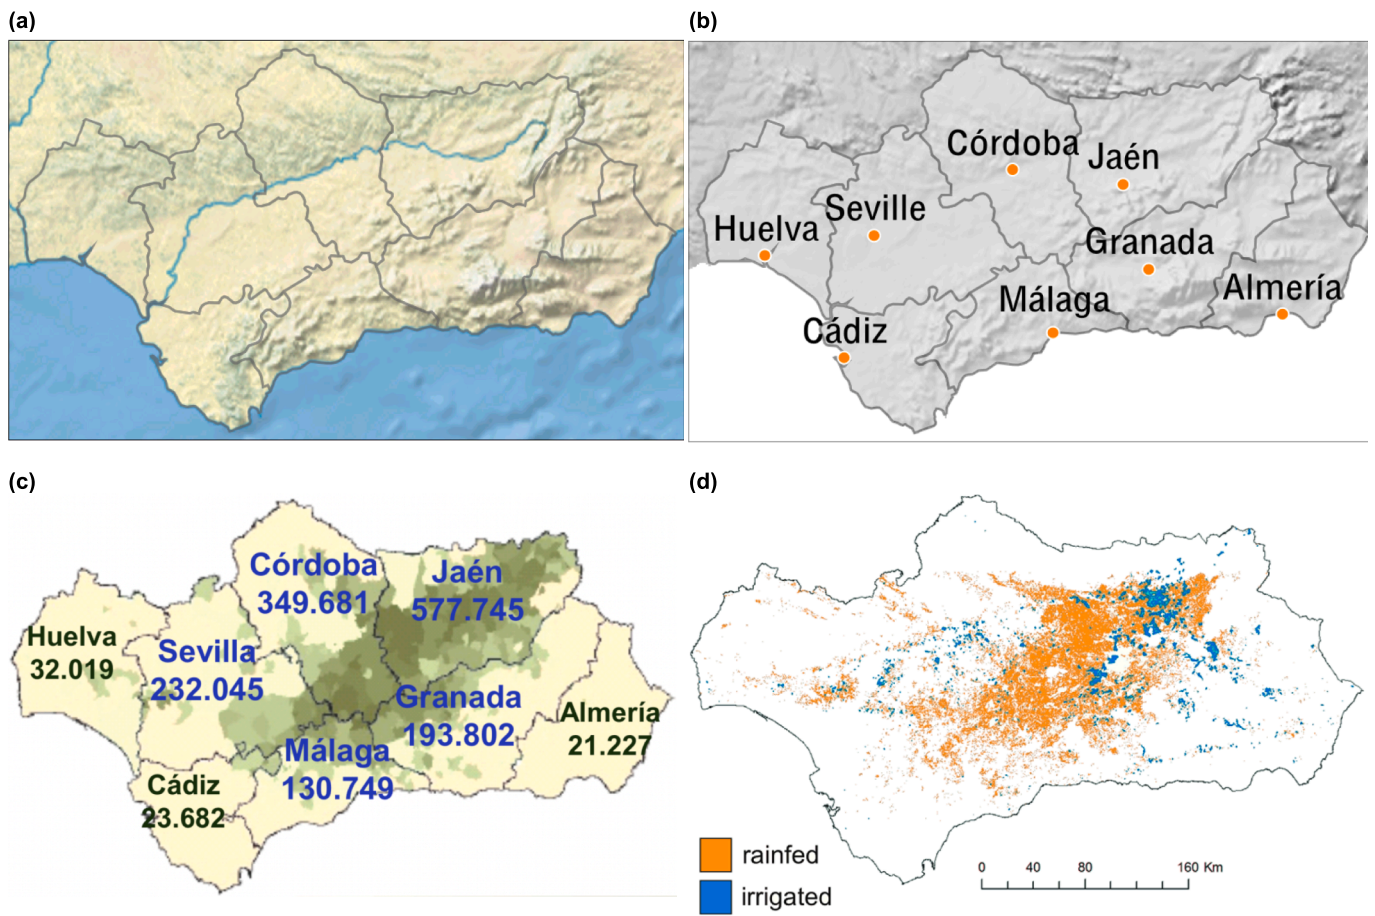 (a)
(b)
Córdoba
Jaén
Seville
Huelva
Granada
Almería
Málaga
Cádiz
(c)
Córdoba
349.681
Jaén
577.745
Huelva
32.019
Sevilla
232.045
Granada
193.802
Almería
21.227
Málaga
130.749
Cádiz
23.682
(d)
rainfed
irrigated
0 40 80 160 Km